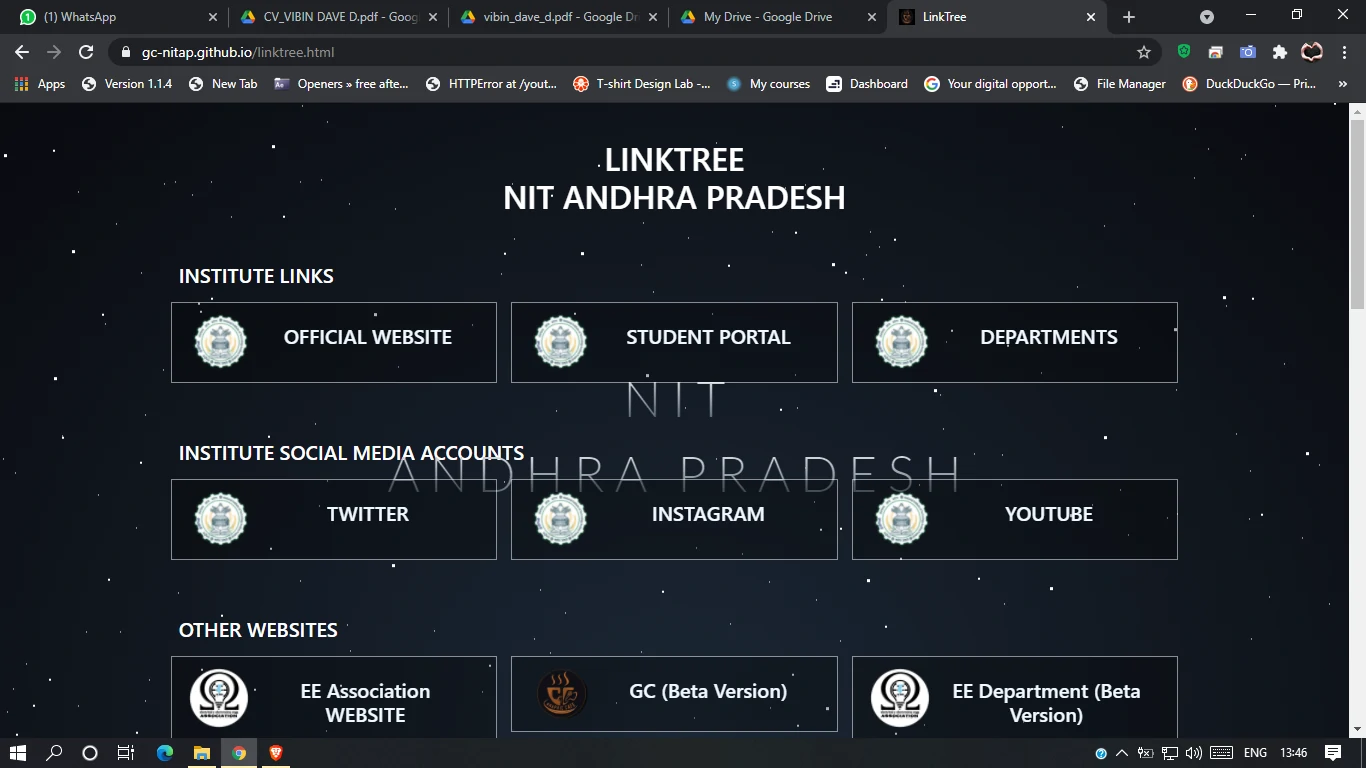 (1) WhatsApp
CV_VIBIN DAVE D.pdf - Goog
vibin_dave_d.pdf - Google Dr
My Drive - Google Drive
LinkTree
gc-nitap.github.io/linktree.html
Apps
Version 1.1.4
New Tab
Openers » free afte...
HTTPError at /yout...
T-shirt Design Lab -...
My courses
Dashboard
Your digital opport...
File Manager
DuckDuckGo — Pri...
»
LINKTREE
NIT ANDHRA PRADESH
INSTITUTE LINKS
OFFICIAL WEBSITE
STUDENT PORTAL
DEPARTMENTS
NIT
INSTITUTE SOCIAL MEDIA ACCOUNTS
ANDHRA PRADESH
TWITTER
INSTAGRAM
YOUTUBE
OTHER WEBSITES
EE Association
WEBSITE
GC (Beta Version)
EE Department (Beta
Version)
ENG
13:46